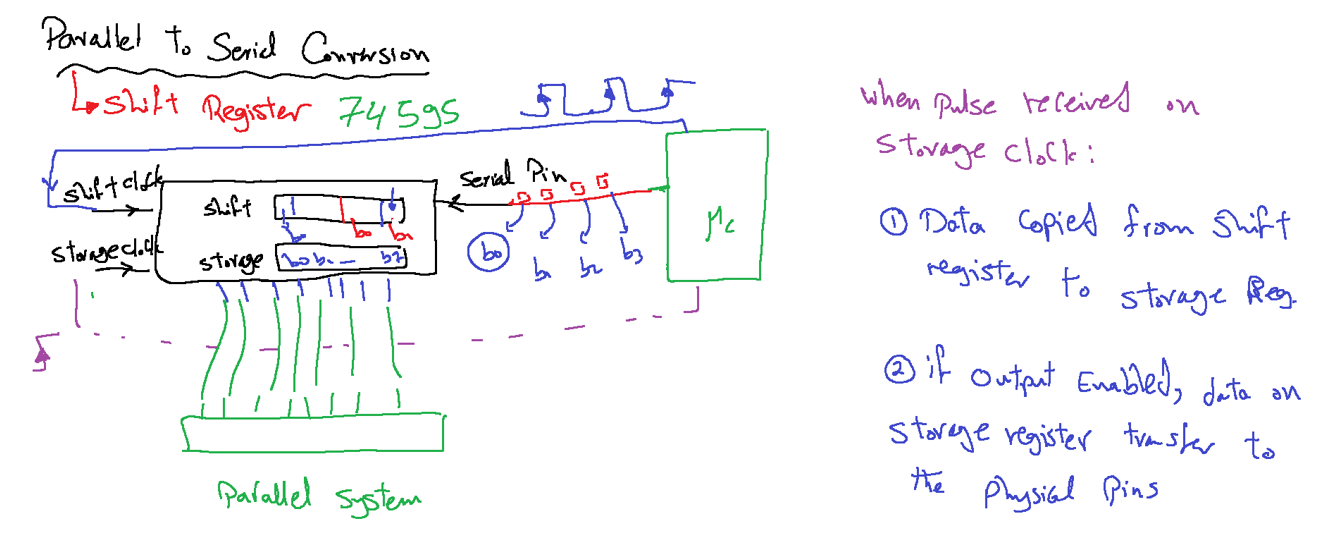 Parallel to Serial Conversion
Shift Register 74595
shift clock
storage clock
shift
b0 b1
storage
b0 b1 — b7
Serial Pin
b0 b1 b2 b3
μc
Parallel System
When pulse received on
Storage clock:
① Data copied from shift
register to storage Reg.
② if Output Enabled, data on
storage register transfer to
the physical Pins